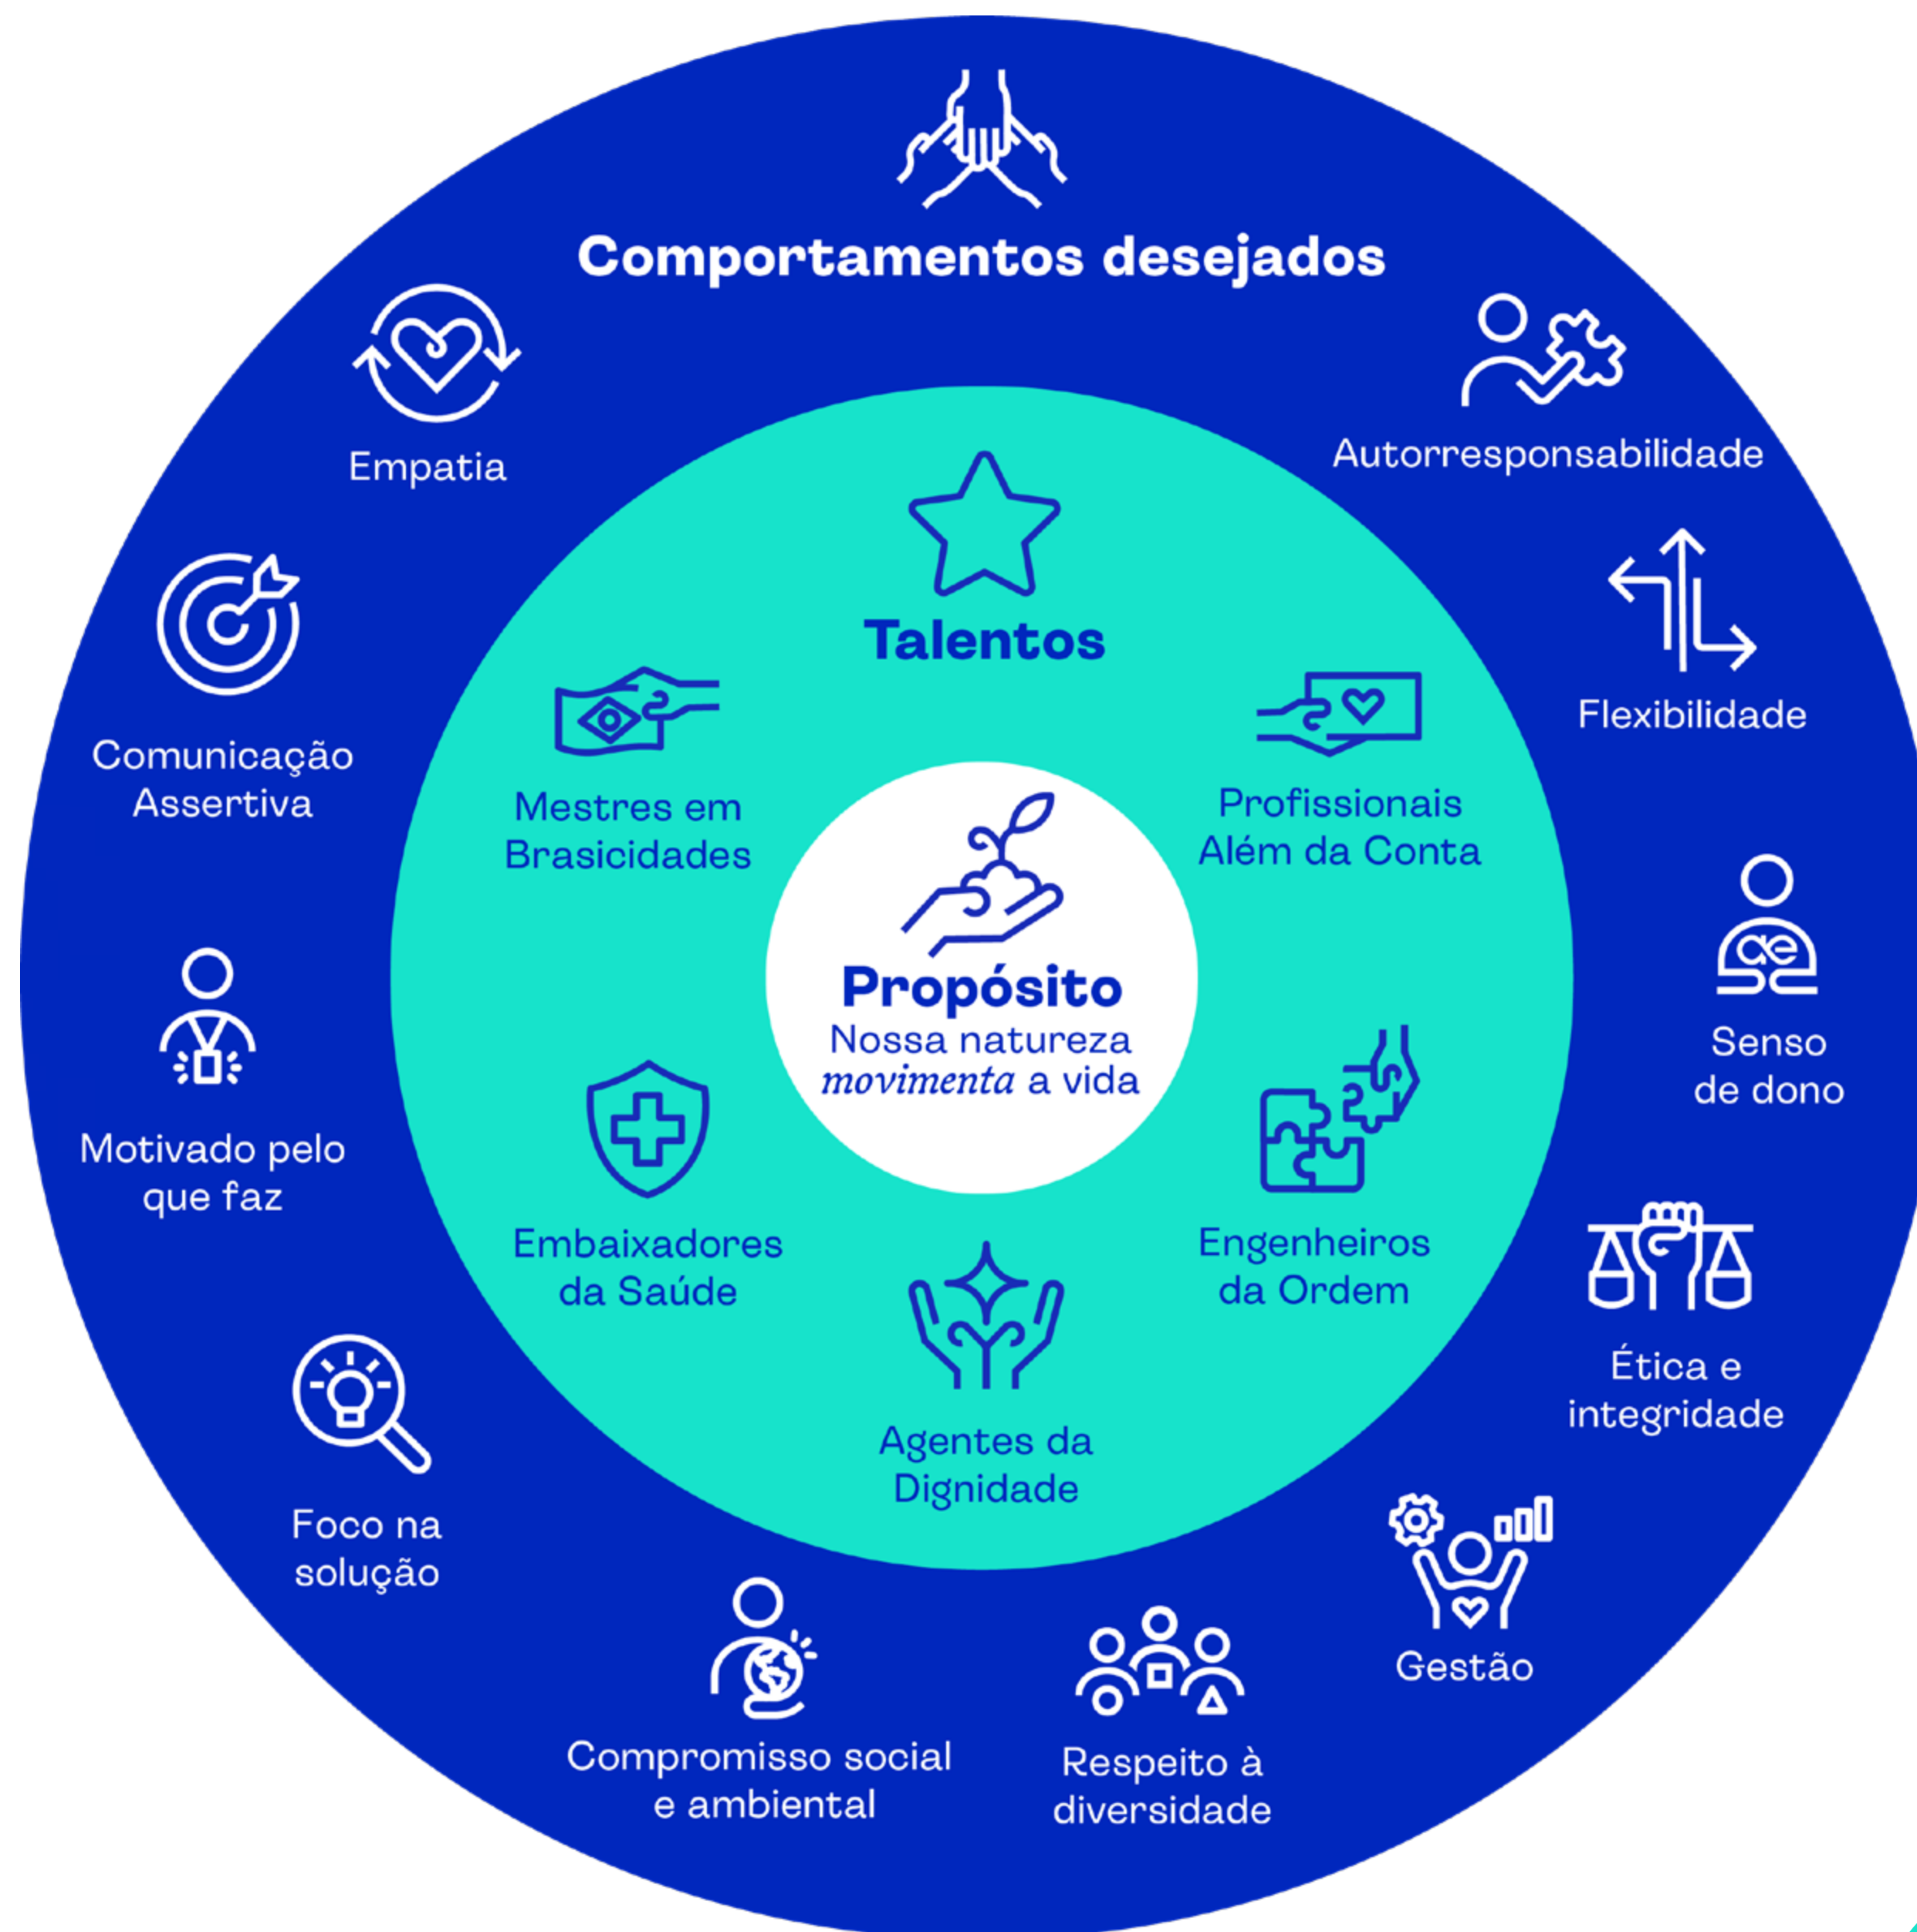 Comportamentos desejados
Empatia
Autorresponsabilidade
Comunicação
Assertiva
Flexibilidade
Motivado pelo
que faz
ae
Senso
de dono
Ética e
integridade
Foco na
solução
Gestão
Compromisso social
e ambiental
Respeito à
diversidade
Talentos
Mestres em
Brasicidades
Profissionais
Além da Conta
Embaixadores
da Saúde
Engenheiros
da Ordem
Agentes da
Dignidade
Propósito
Nossa natureza
movimenta a vida